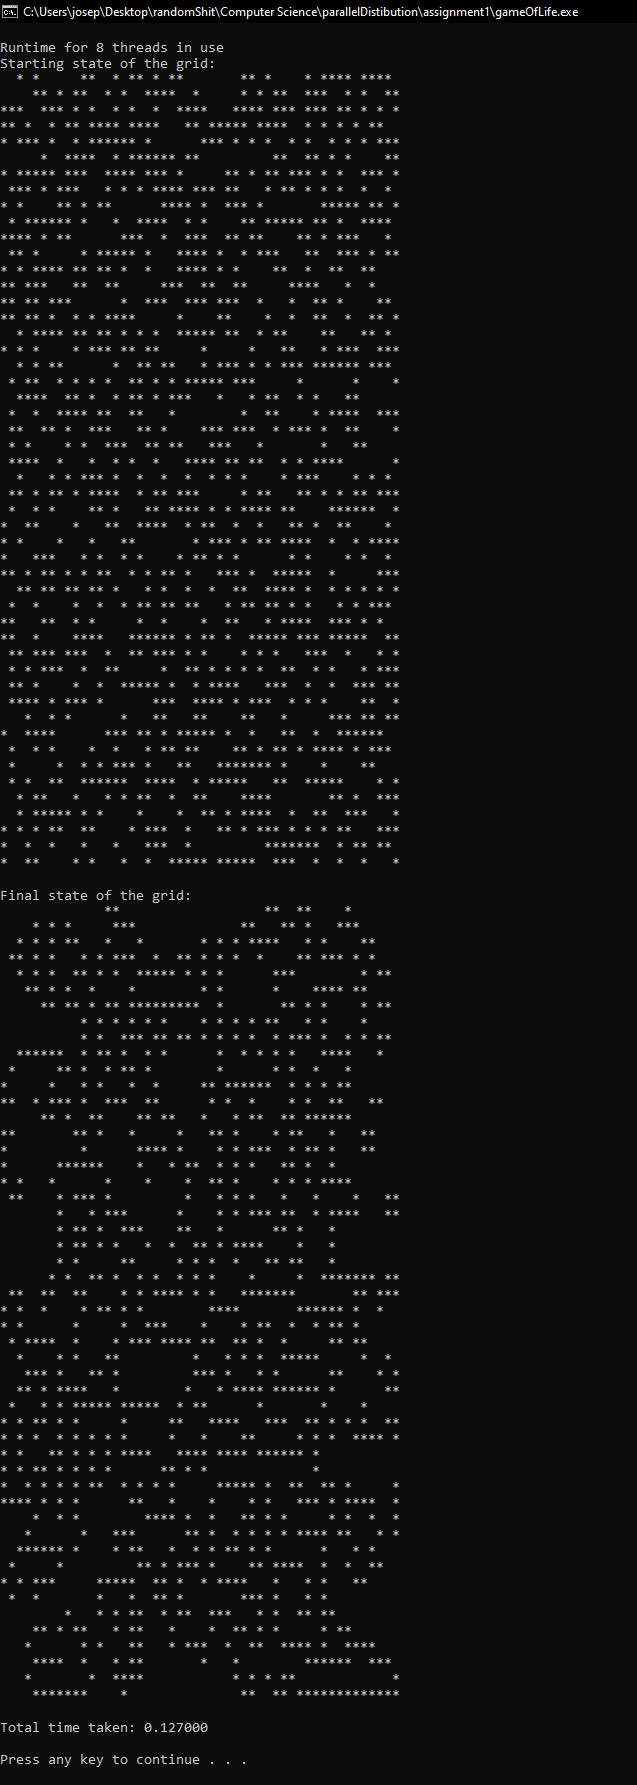 C:\Users\josep\Desktop\randomShit\Computer Science\parallelDistibution\assignment1\gameOfLife.exe
Runtime for 8 threads in use
Starting state of the grid:
Final state of the grid:
Total time taken: 0.127000
Press any key to continue . . .